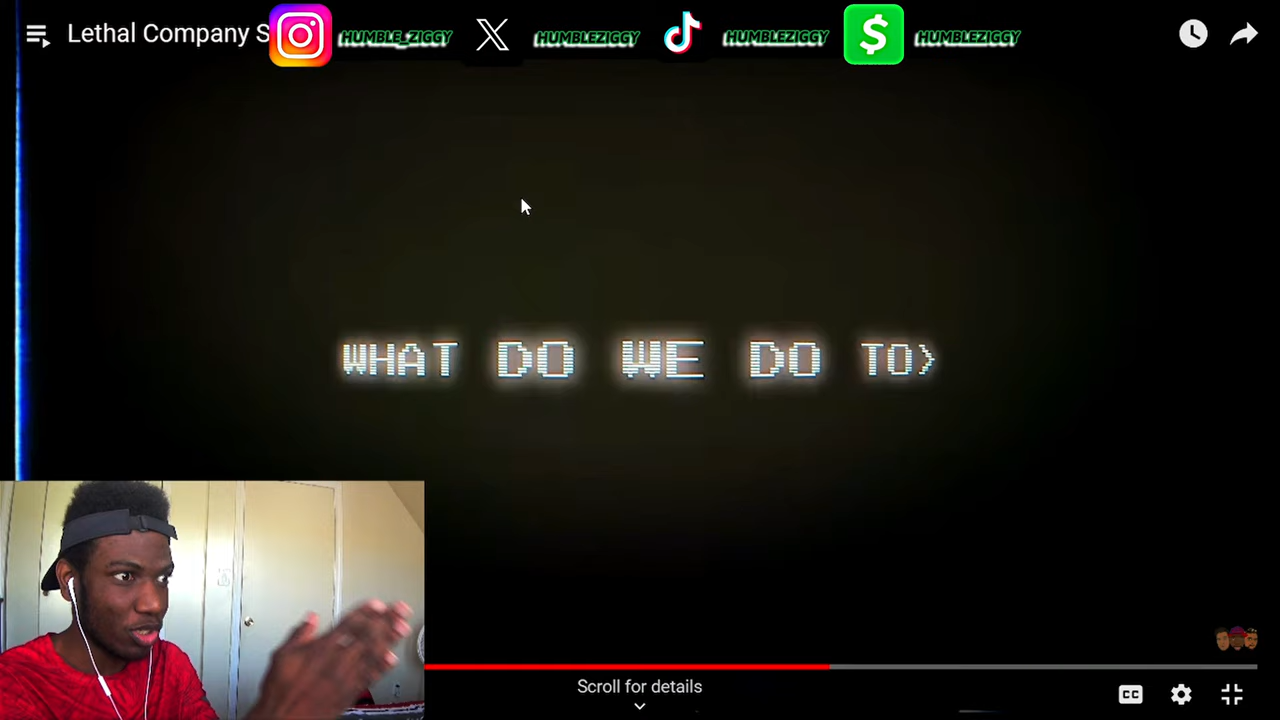 Lethal Company S
HUMBLE_ZIGGY
HUMBLEZIGGY
HUMBLEZIGGY
$
HUMBLEZIGGY
WHAT DO WE DO TO>
Scroll for details
CC